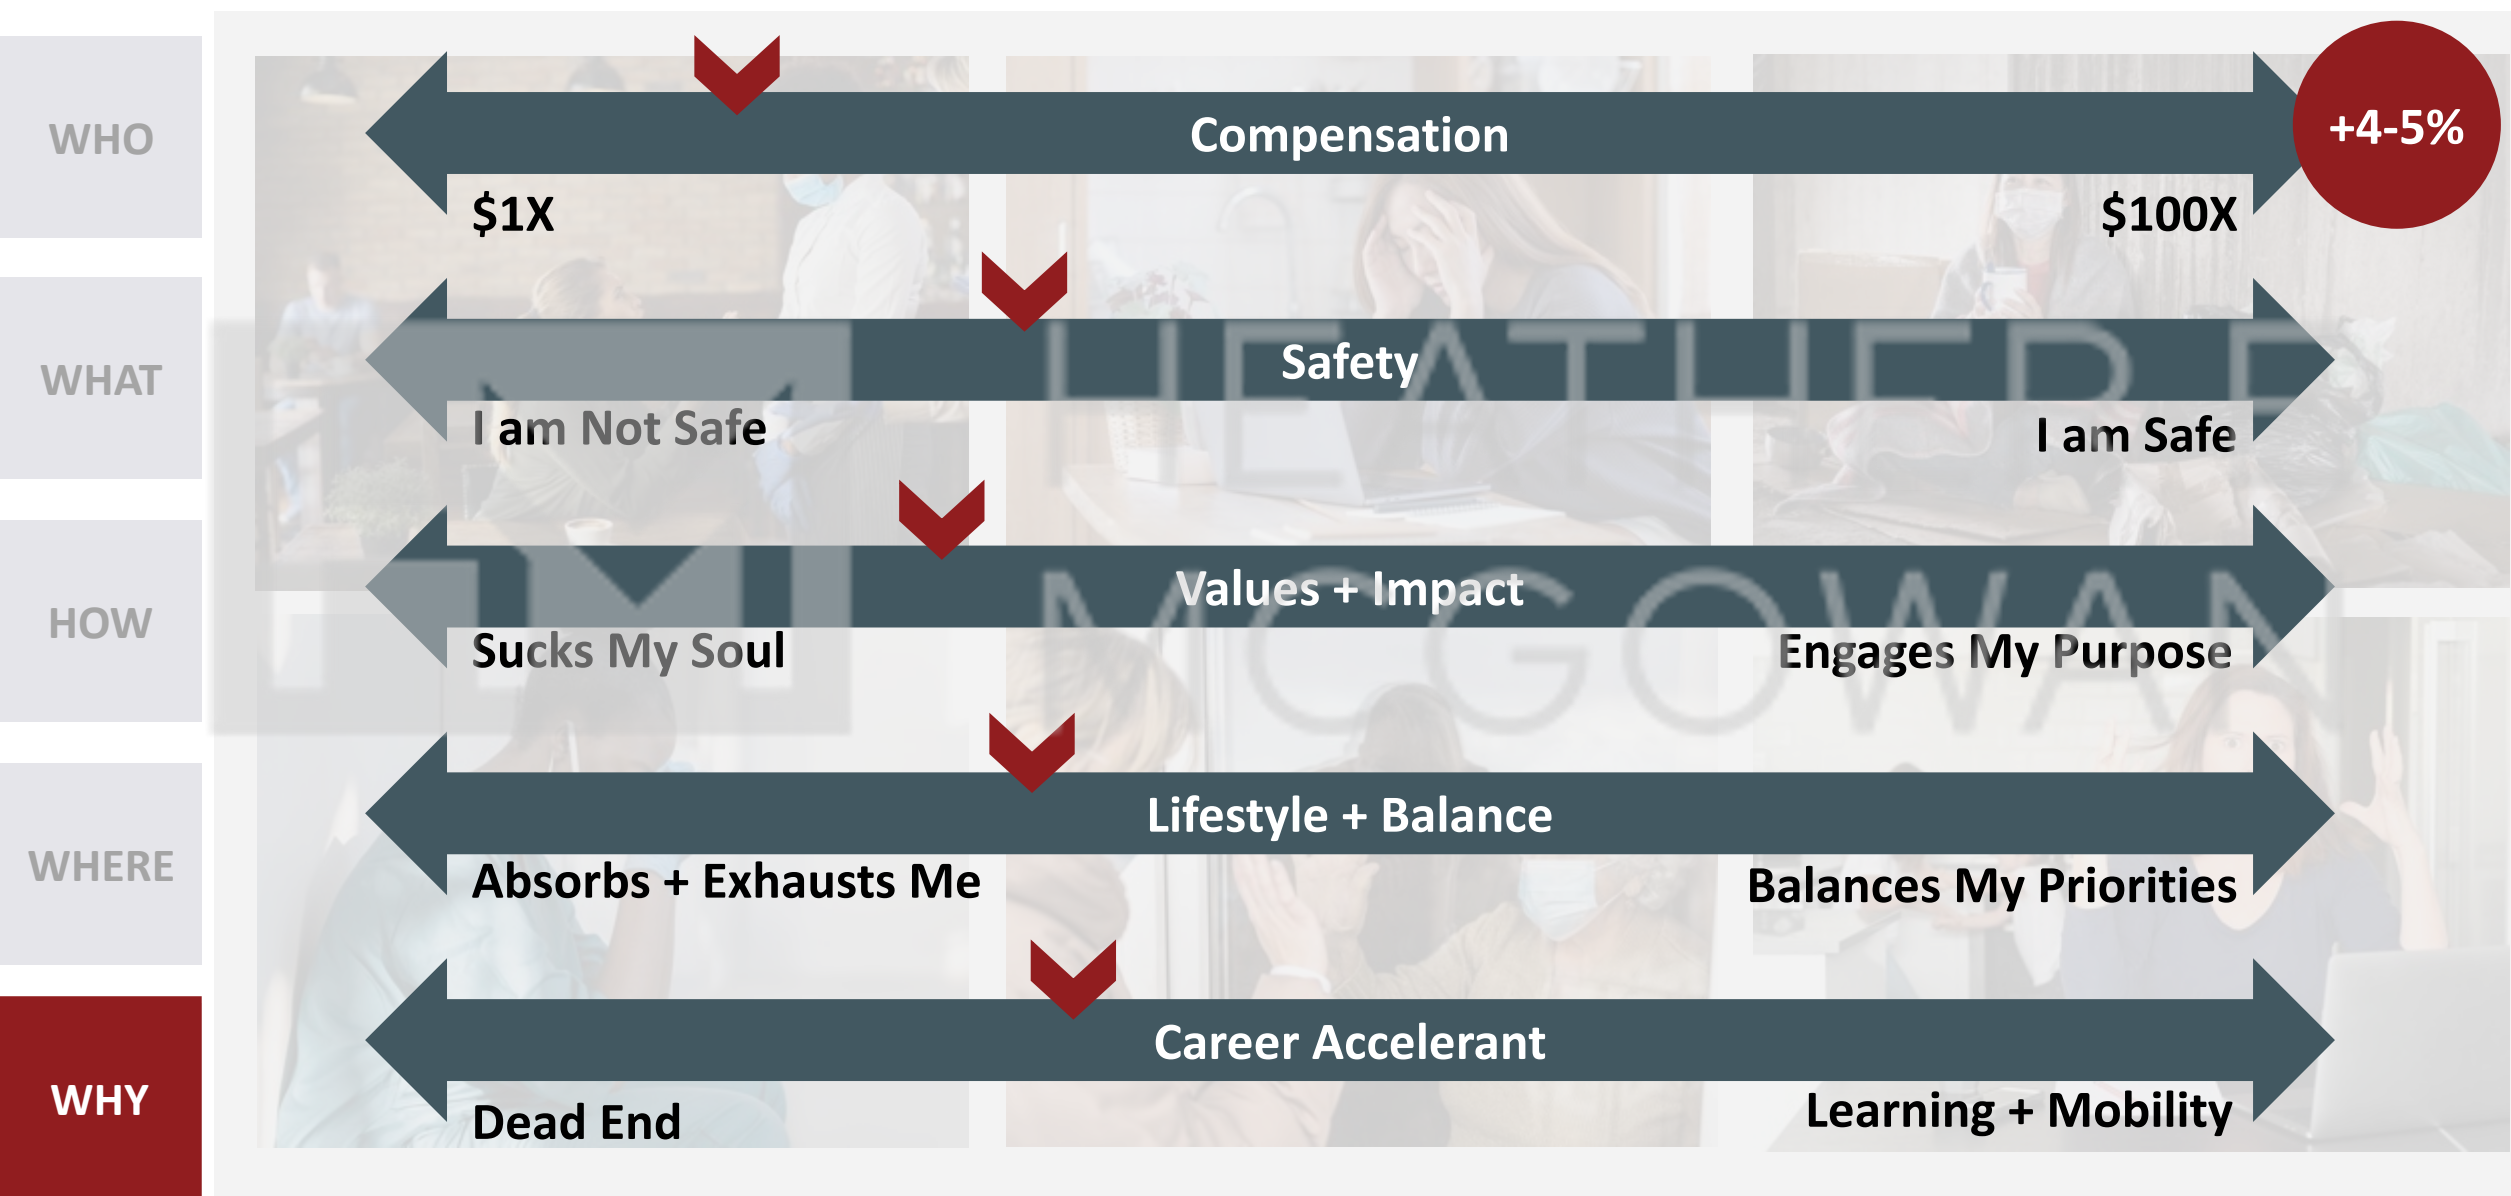 WHO
WHAT
HOW
WHERE
WHY
Compensation
+4-5%
$1X
$100X
Safety
I am Not Safe
I am Safe
Values + Impact
Sucks My Soul
Engages My Purpose
Lifestyle + Balance
Absorbs + Exhausts Me
Balances My Priorities
Career Accelerant
Dead End
Learning + Mobility
HEATHER E
MCGOWAN